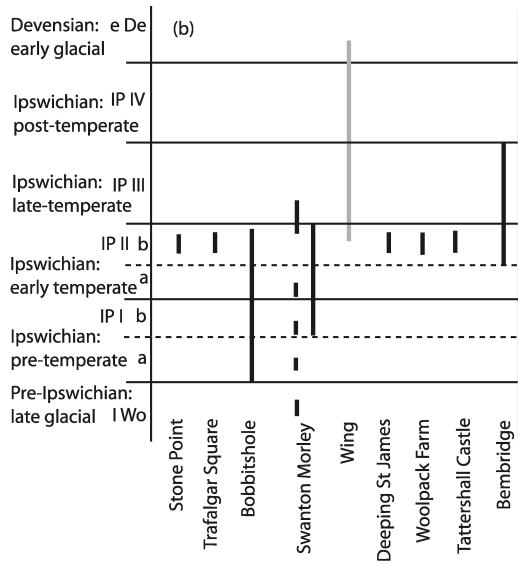 Devensian: e De
early glacial
(b)
Ipswichian: IP IV
post-temperate
Ipswichian: IP III
late-temperate
IP II b
Ipswichian:
early temperate a
IP I b
Ipswichian:
pre-temperate a
Pre-Ipswichian:
late glacial l Wo
Stone Point
Trafalgar Square
Bobbitshole
Swanton Morley
Wing
Deeping St James
Woolpack Farm
Tattershall Castle
Bembridge